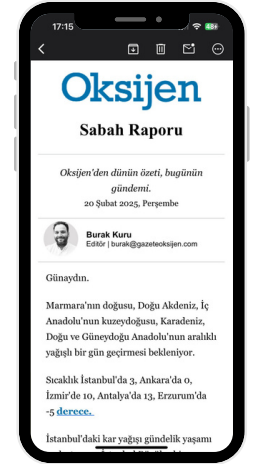 17:15
48
Oksijen
Sabah Raporu
Oksijen'den dünün özeti, bugünün
gündemi.
20 Şubat 2025, Perşembe
Burak Kuru
Editör | burak@gazeteoksijen.com
Günaydın.
Marmara'nın doğusu, Doğu Akdeniz, İç
Anadolu'nun kuzeydoğusu, Karadeniz,
Doğu ve Güneydoğu Anadolu'nun aralıklı
yağışlı bir gün geçirmesi bekleniyor.
Sıcaklık İstanbul'da 3, Ankara'da 0,
İzmir'de 10, Antalya'da 13, Erzurum'da
-5 derece.
İstanbul'daki kar yağışı gündelik yaşamı